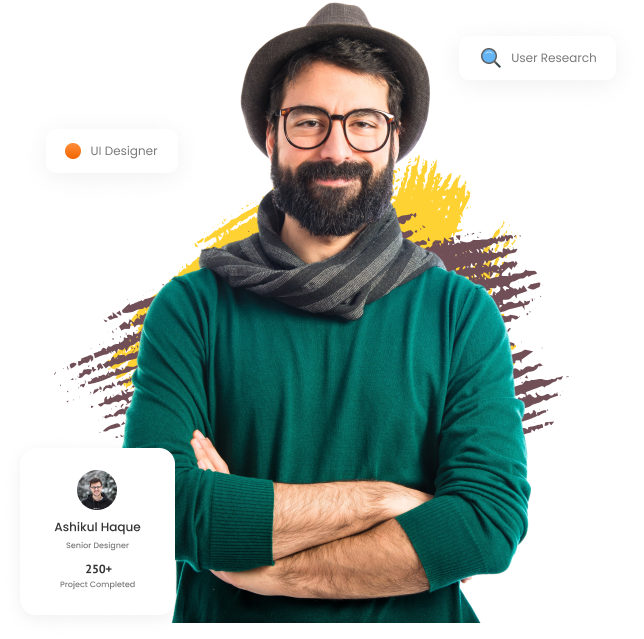 User Research
UI Designer
Ashikul Haque
Senior Designer
250+
Project Completed